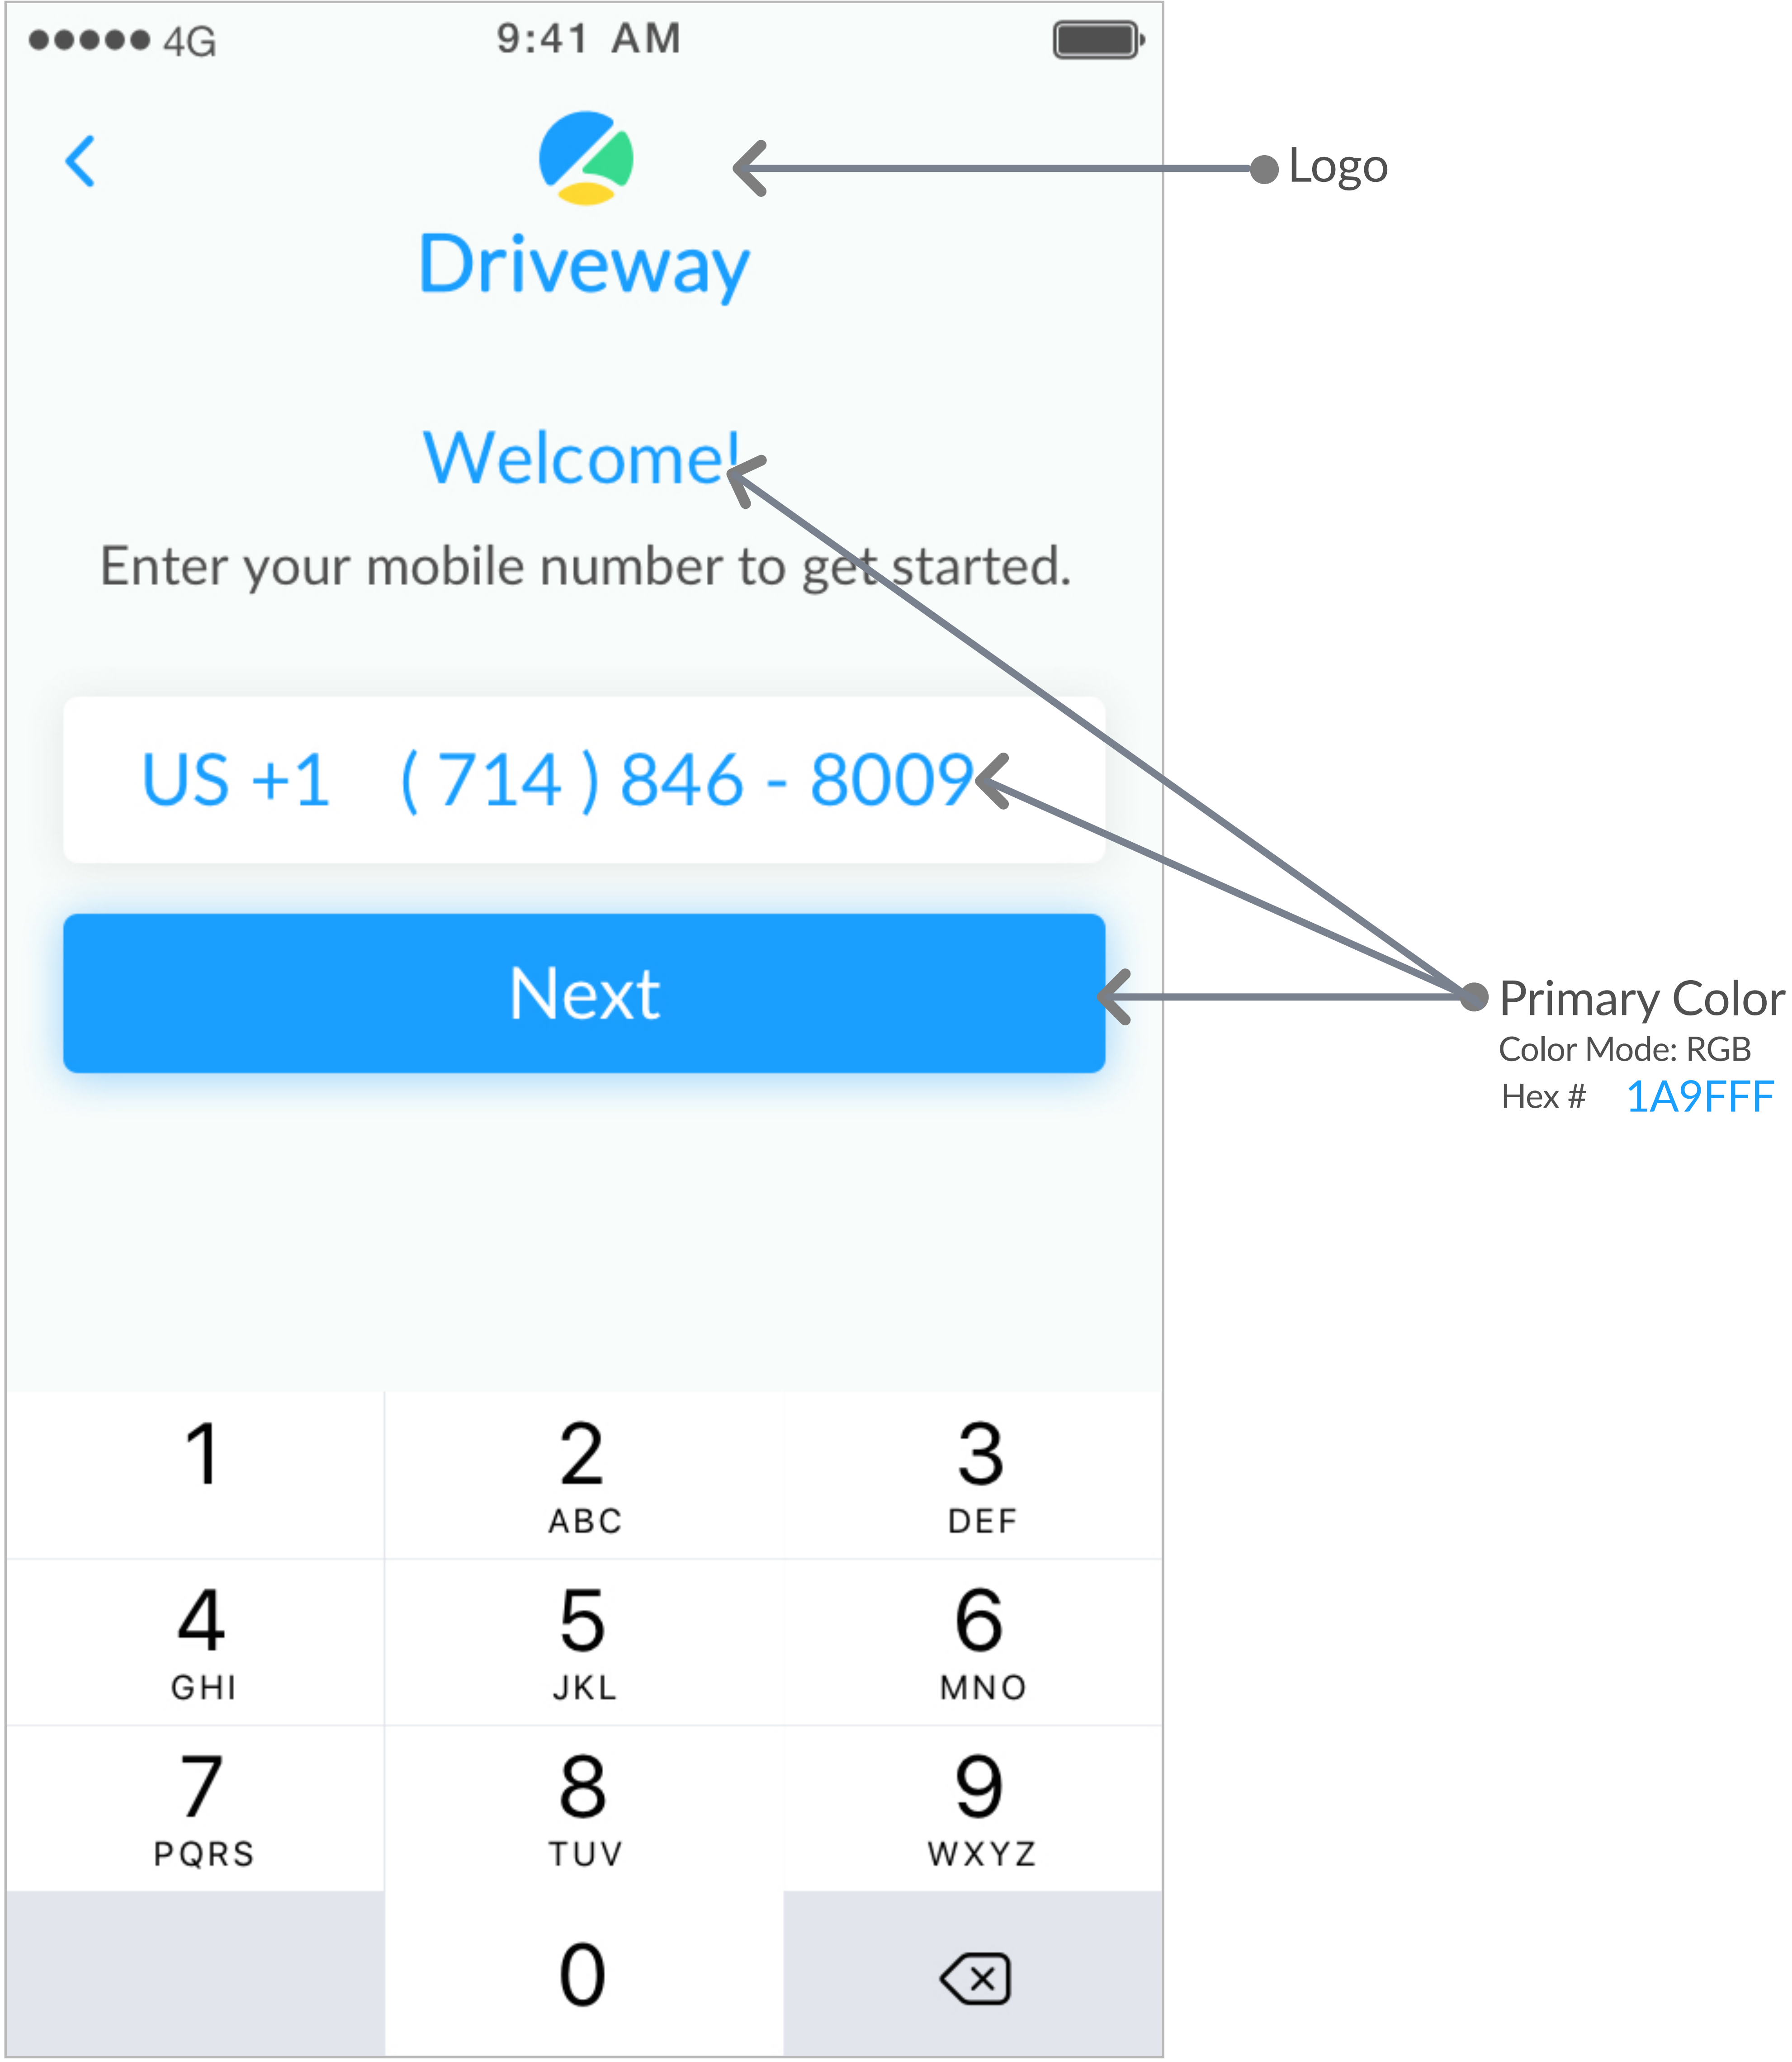 4G 9:41 AM
Logo
Driveway
Welcome!
Enter your mobile number to get started.
US +1 ( 714 ) 846 - 8009
Next
Primary Color
Color Mode: RGB
Hex # 1A9FFF
1 2 3
ABC DEF
4 5 6
GHI JKL MNO
7 8 9
PQRS TUV WXYZ
0